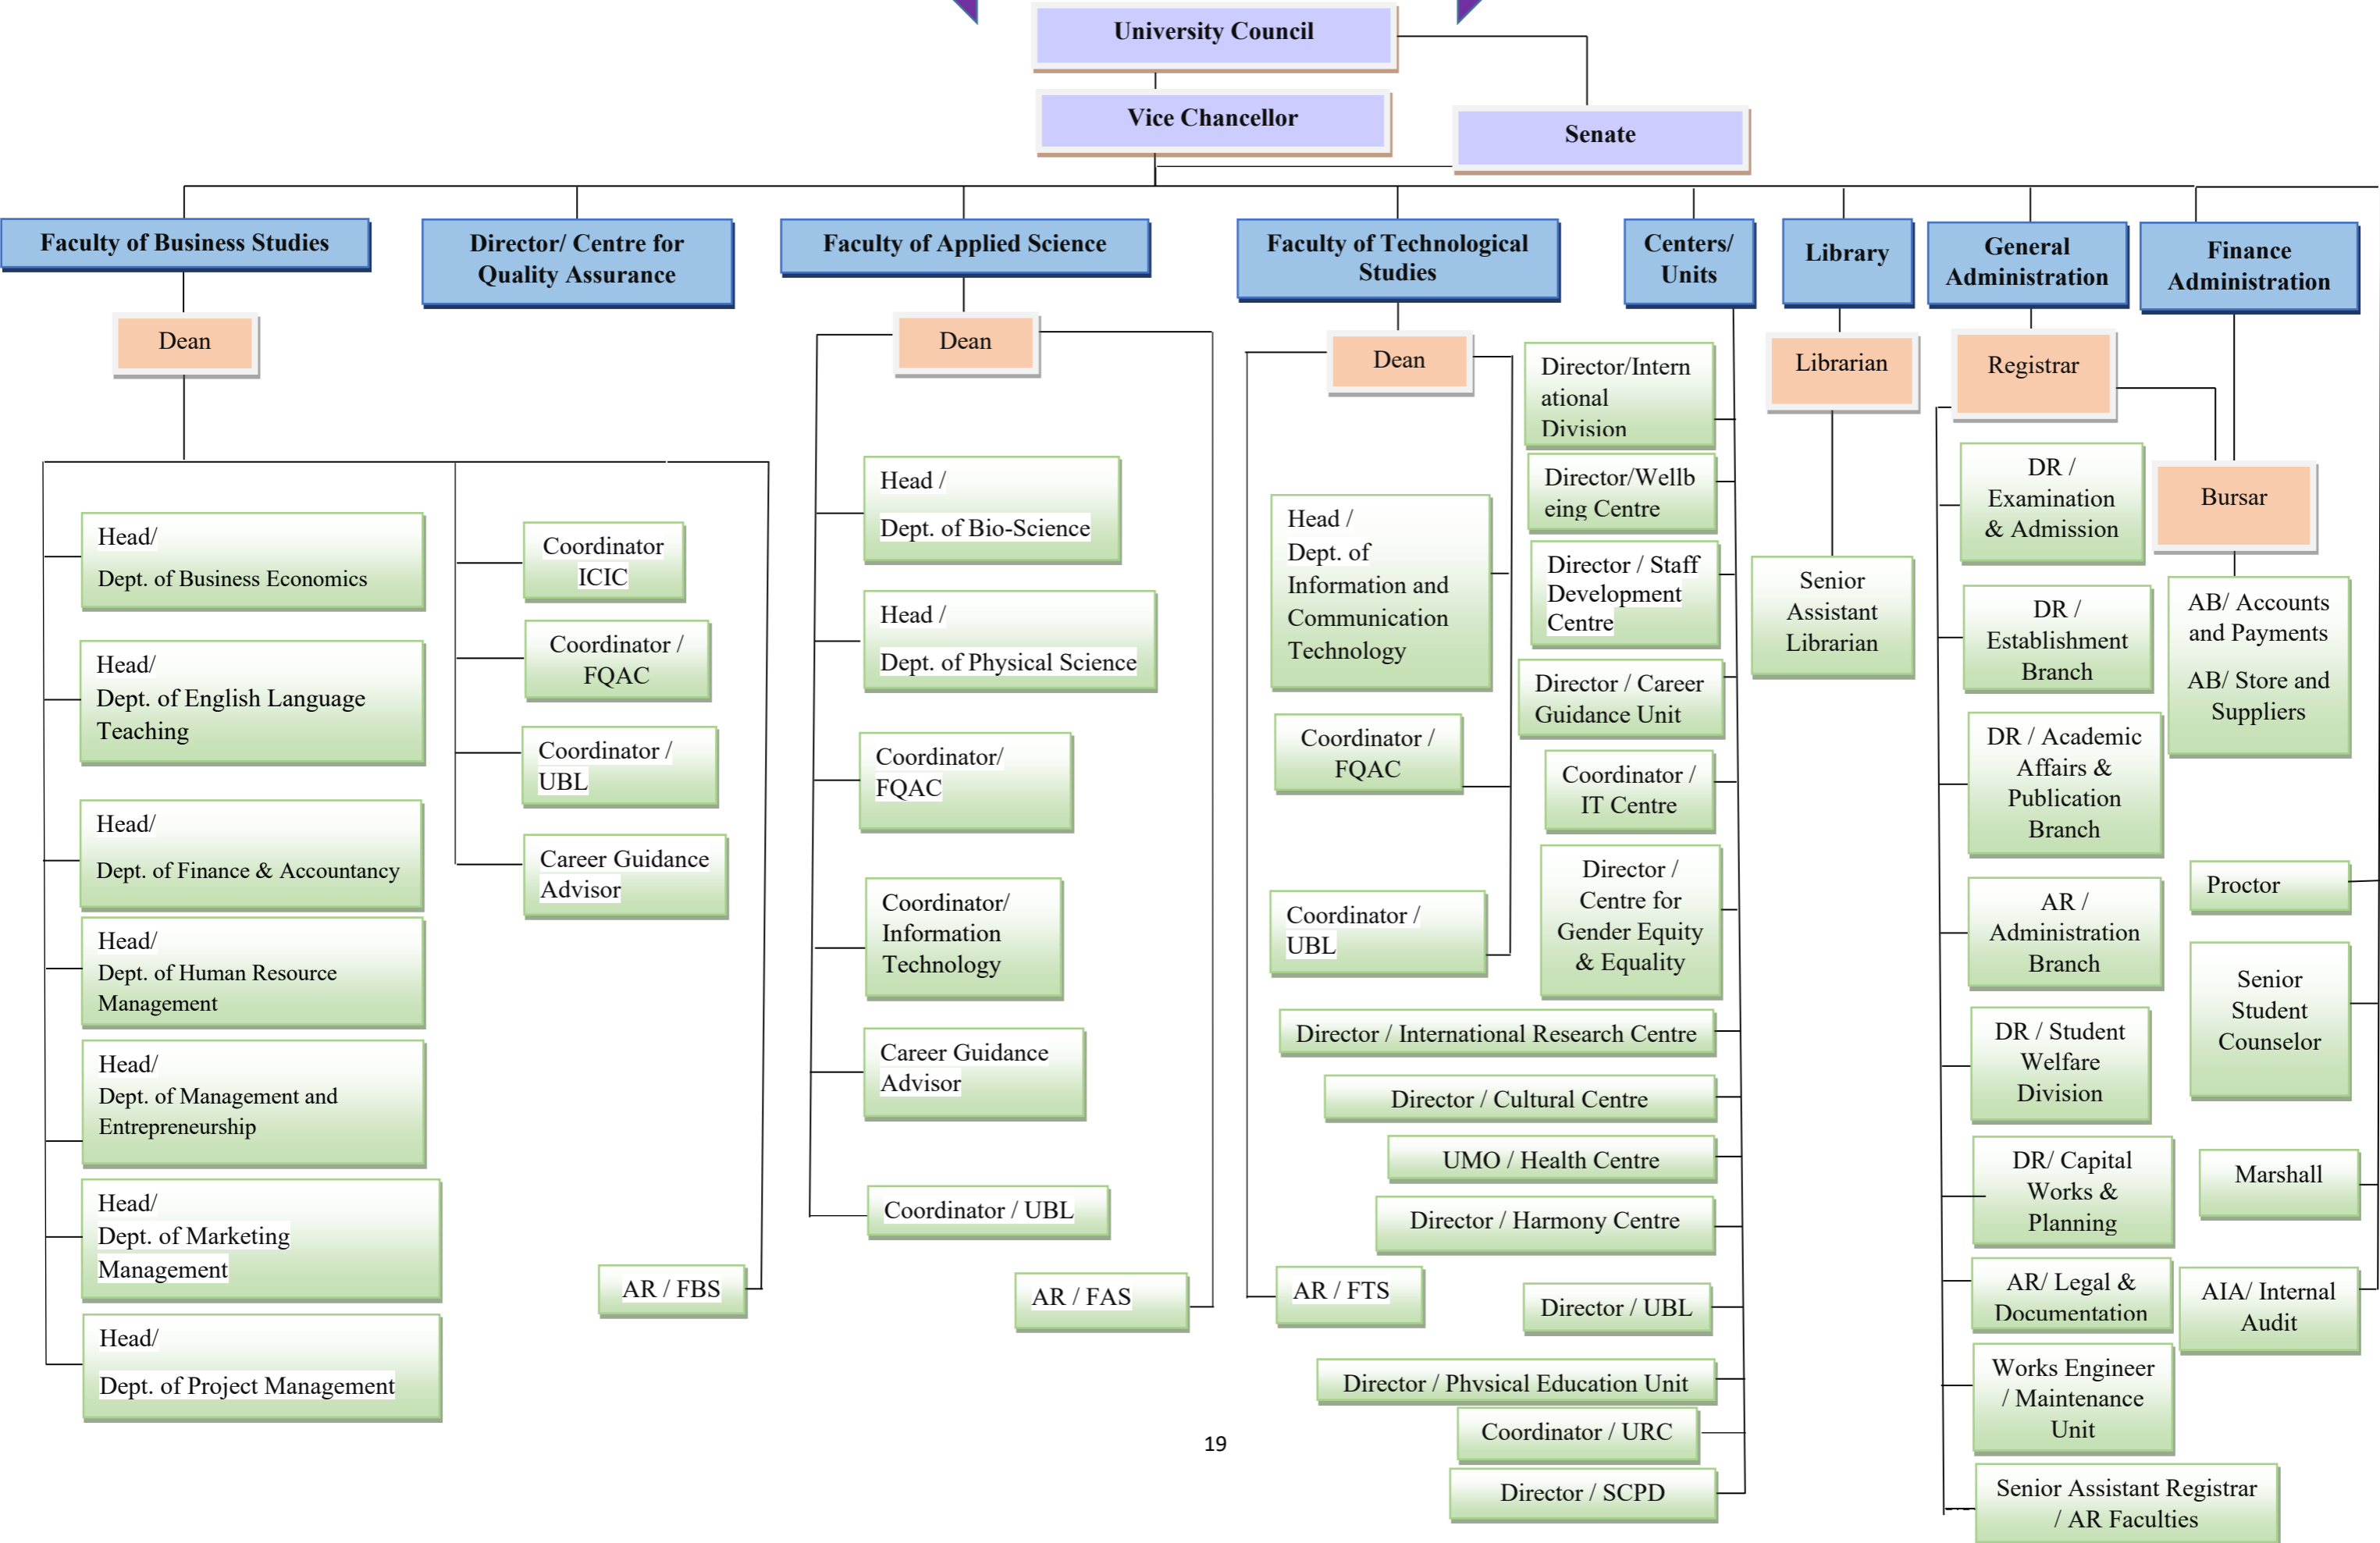 University Council
Vice Chancellor
Senate
Faculty of Business Studies
Director/ Centre for
Quality Assurance
Faculty of Applied Science
Faculty of Technological
Studies
Centers/
Units
Library
General
Administration
Finance
Administration
Dean
Head/
Dept. of Business Economics
Head/
Dept. of English Language
Teaching
Head/
Dept. of Finance & Accountancy
Head/
Dept. of Human Resource
Management
Head/
Dept. of Management and
Entrepreneurship
Head/
Dept. of Marketing
Management
Head/
Dept. of Project Management
Coordinator
ICIC
Coordinator /
FQAC
Coordinator /
UBL
Career Guidance
Advisor
AR / FBS
Dean
Head /
Dept. of Bio-Science
Head /
Dept. of Physical Science
Coordinator/
FQAC
Coordinator/
Information
Technology
Career Guidance
Advisor
Coordinator / UBL
AR / FAS
Dean
Head /
Dept. of
Information and
Communication
Technology
Coordinator /
FQAC
Coordinator /
UBL
AR / FTS
Director/Intern
ational
Division
Director/Wellb
eing Centre
Director / Staff
Development
Centre
Director / Career
Guidance Unit
Coordinator /
IT Centre
Director /
Centre for
Gender Equity
& Equality
Director / International Research Centre
Director / Cultural Centre
UMO / Health Centre
Director / Harmony Centre
Director / UBL
Director / Physical Education Unit
Coordinator / URC
Director / SCPD
Librarian
Senior
Assistant
Librarian
Registrar
DR /
Examination
& Admission
DR /
Establishment
Branch
DR / Academic
Affairs &
Publication
Branch
AR /
Administration
Branch
DR / Student
Welfare
Division
DR/ Capital
Works &
Planning
AR/ Legal &
Documentation
Works Engineer
/ Maintenance
Unit
Senior Assistant Registrar
/ AR Faculties
Bursar
AB/ Accounts
and Payments
AB/ Store and
Suppliers
Proctor
Senior
Student
Counselor
Marshall
AIA/ Internal
Audit
19